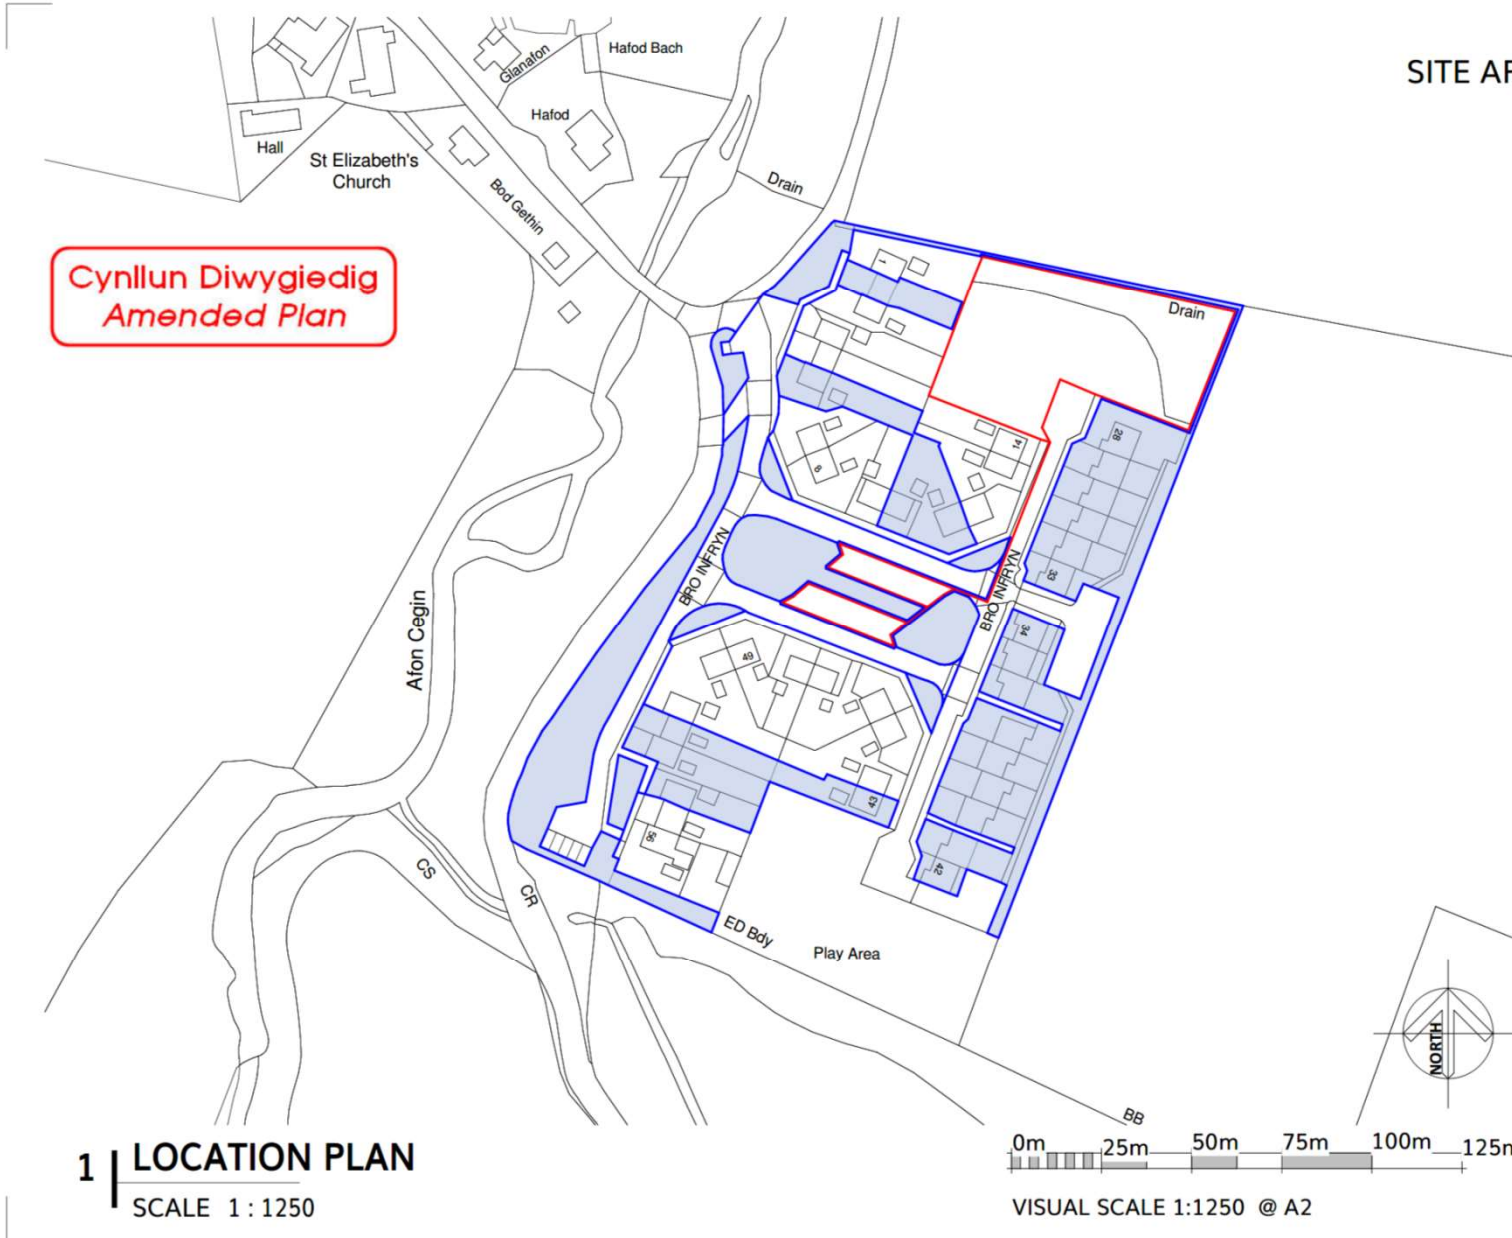 SITE AR
Hafod Bach
Glanafon
Hafod
Hall
St Elizabeth's
Church
Bod Gethin
Drain
Cynllun Diwygiedig
Amended Plan
1
Drain
14
28
8
BRO INFRYN
33
BRO INFRYN
34
Afon Cegin
49
43
56
42
CS
CR
ED Bdy
Play Area
NORTH
BB
1
LOCATION PLAN
SCALE 1 : 1250
0m 25m 50m 75m 100m 125m
VISUAL SCALE 1:1250 @ A2